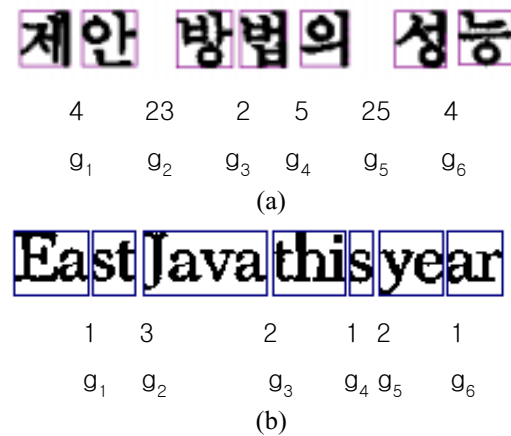 제안 방법의 성능
4 23 2 5 25 4
g₁ g₂ g₃ g₄ g₅ g₆
(a)
East Java this year
1 3 2 1 2 1
g₁ g₂ g₃ g₄ g₅ g₆
(b)